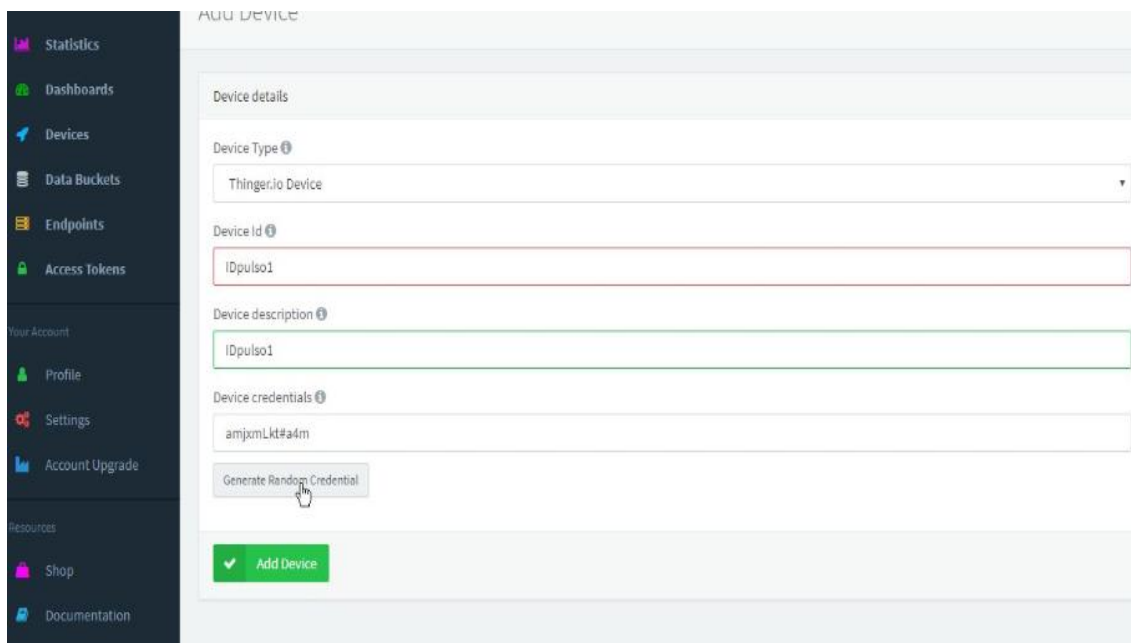 Add Device
Statistics
Dashboards
Devices
Data Buckets
Endpoints
Access Tokens
Your Account
Profile
Settings
Account Upgrade
Resources
Shop
Documentation
Device details
Device Type
Thinger.io Device
Device Id
IDpulso1
Device description
IDpulso1
Device credentials
amjxmLkt#a4m
Generate Random Credential
Add Device